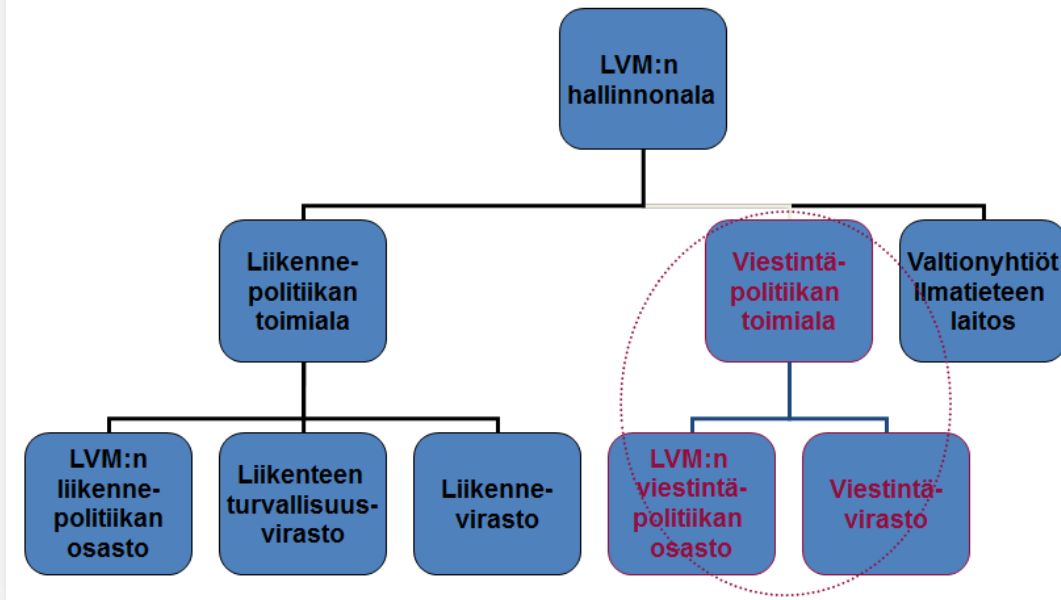 LVM:n
hallinnonala
Liikenne-
politiikan
toimiala
Viestintä-
politiikan
toimiala
Valtionyhtiöt
Ilmatieteen
laitos
LVM:n
liikenne-
politiikan
osasto
Liikenteen
turvallisuus-
virasto
Liikenne-
virasto
LVM:n
viestintä-
politiikan
osasto
Viestintä-
virasto